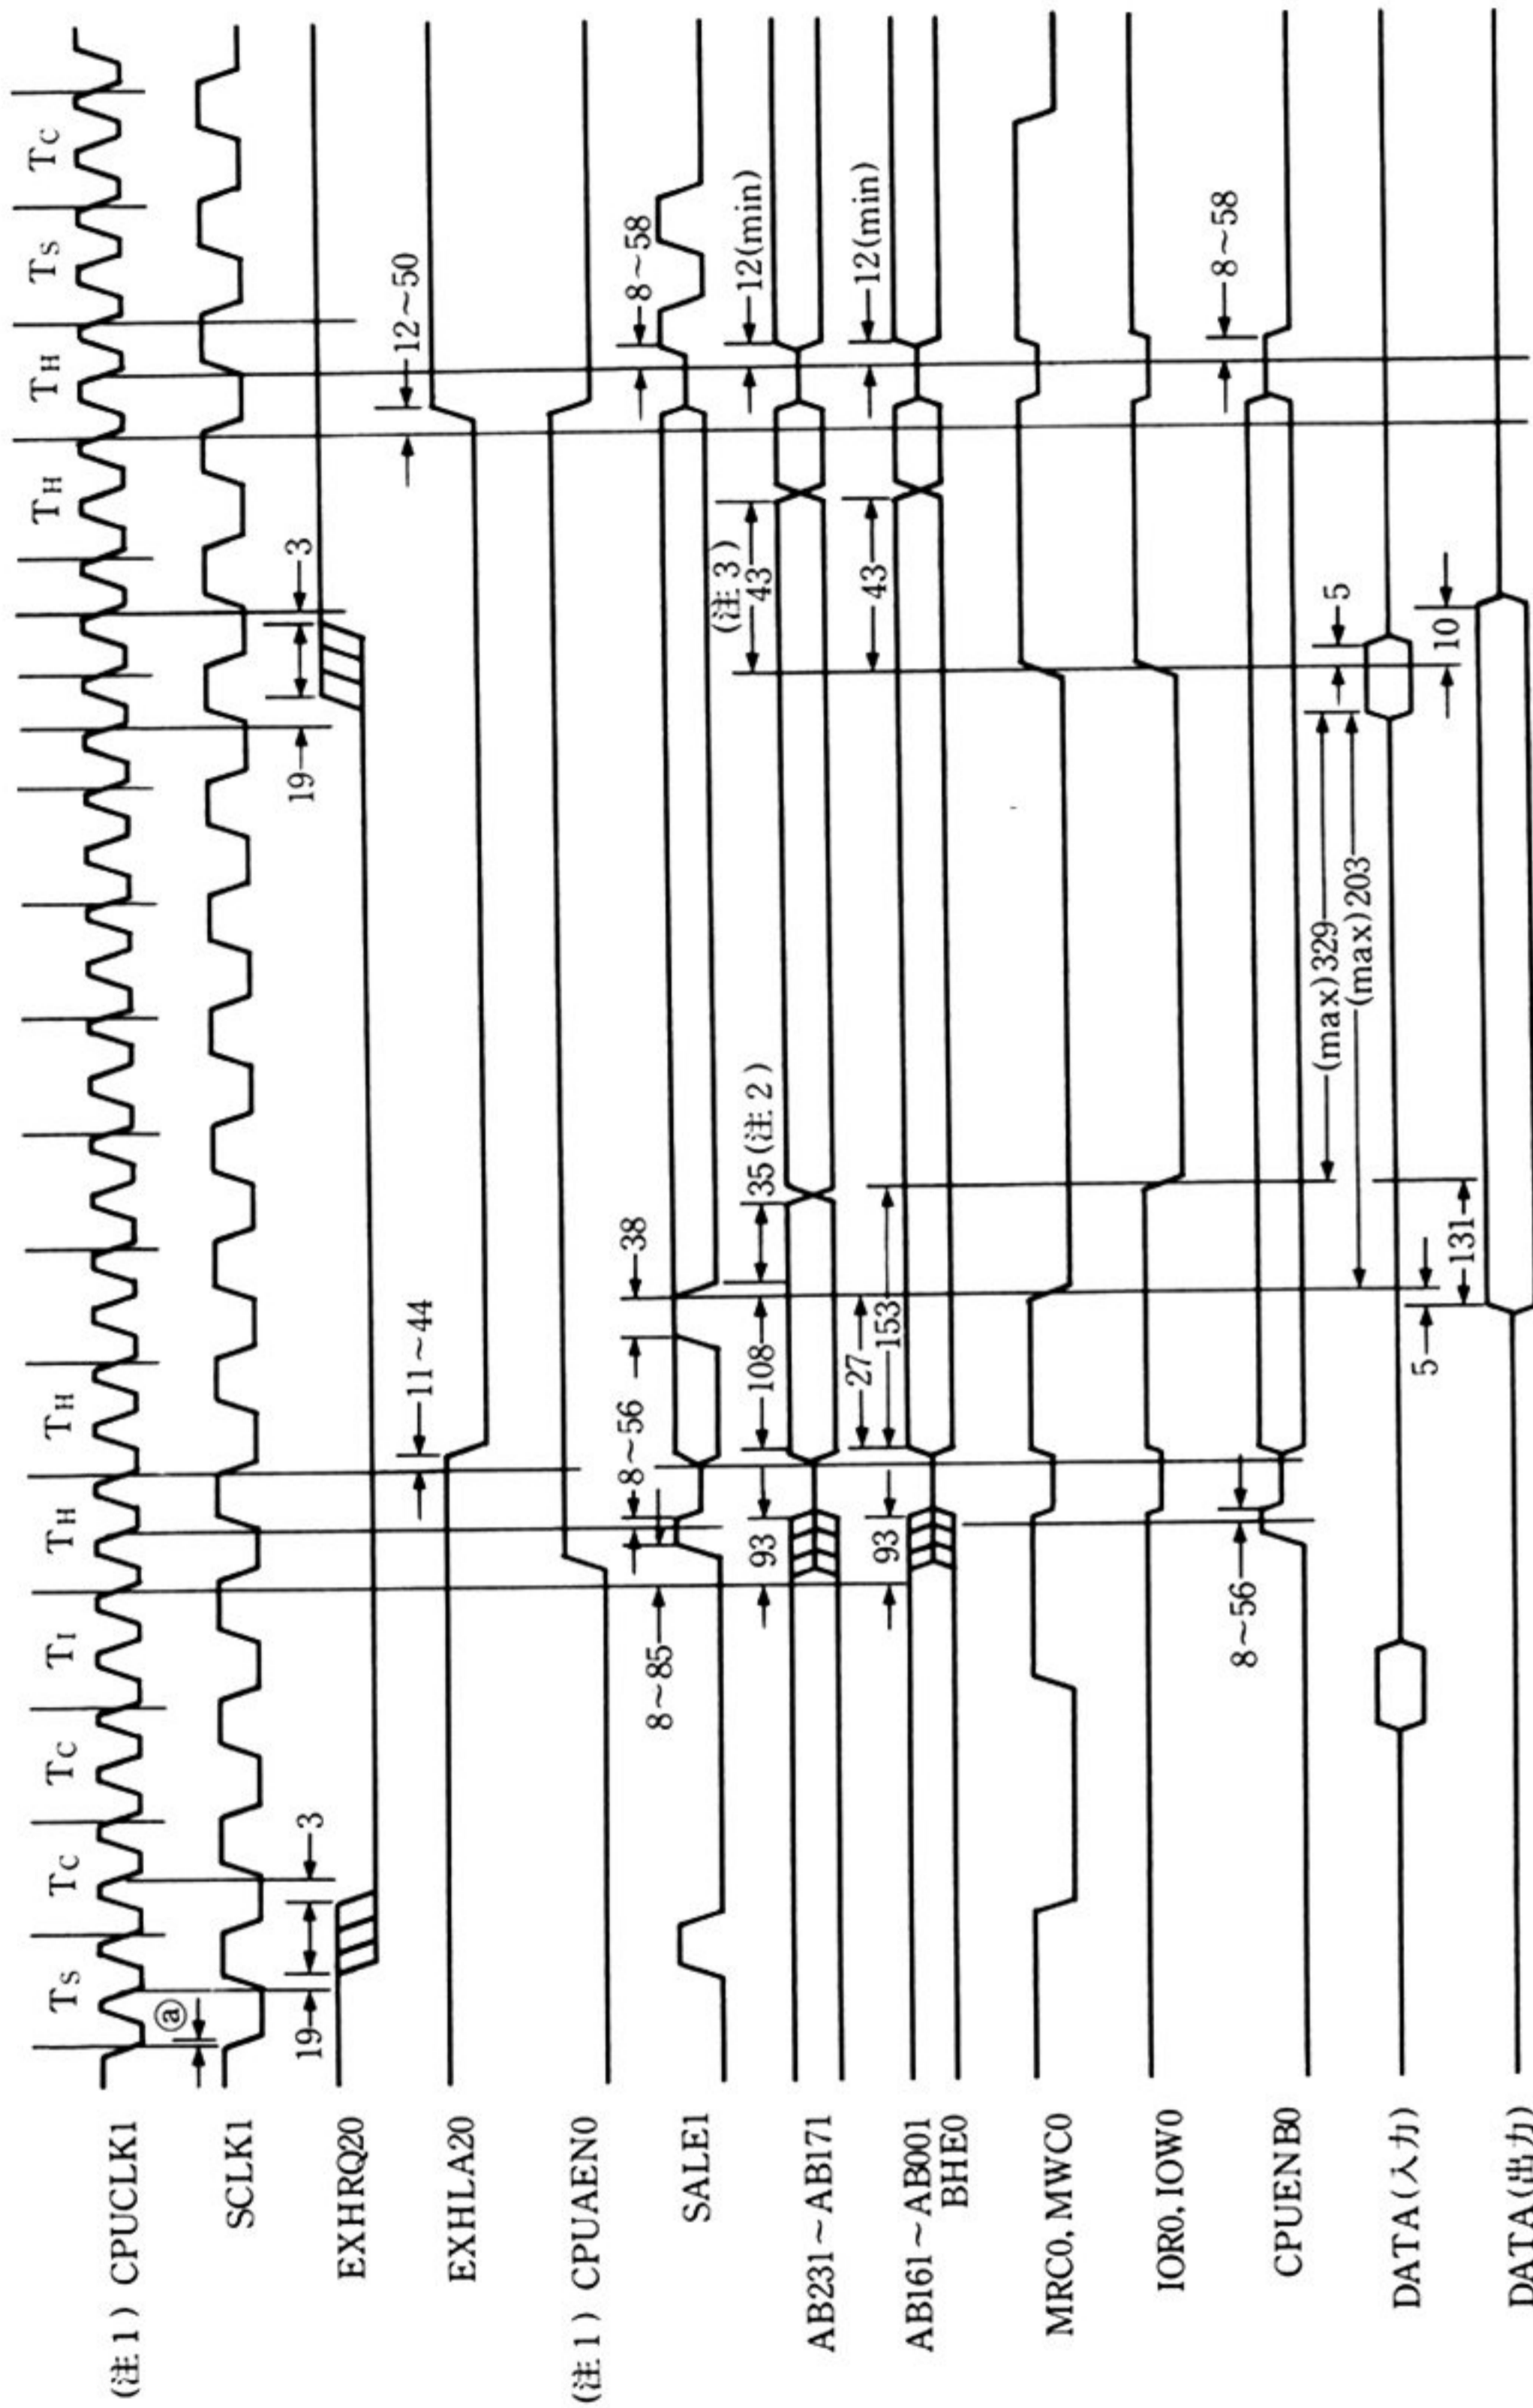 TS TC TC TI TH TH TH TH TS TC
(注1) CPUCLK1
ⓐ
SCLK1
EXHRQ20
19 3 19 3
EXHLA20
11~44 12~50
(注1) CPUAEN0
SALE1
8~85 8~56 38 8~58
AB231~AB171
93 108 35(注2) (注3) 43 12(min)
AB161~AB001
BHE0
93 27 153 43 12(min)
MRC0,MWC0
IOR0,IOW0
CPUENB0
8~56 8~58
DATA(入力)
(max)329 5
(max)203
DATA(出力)
5 131 10